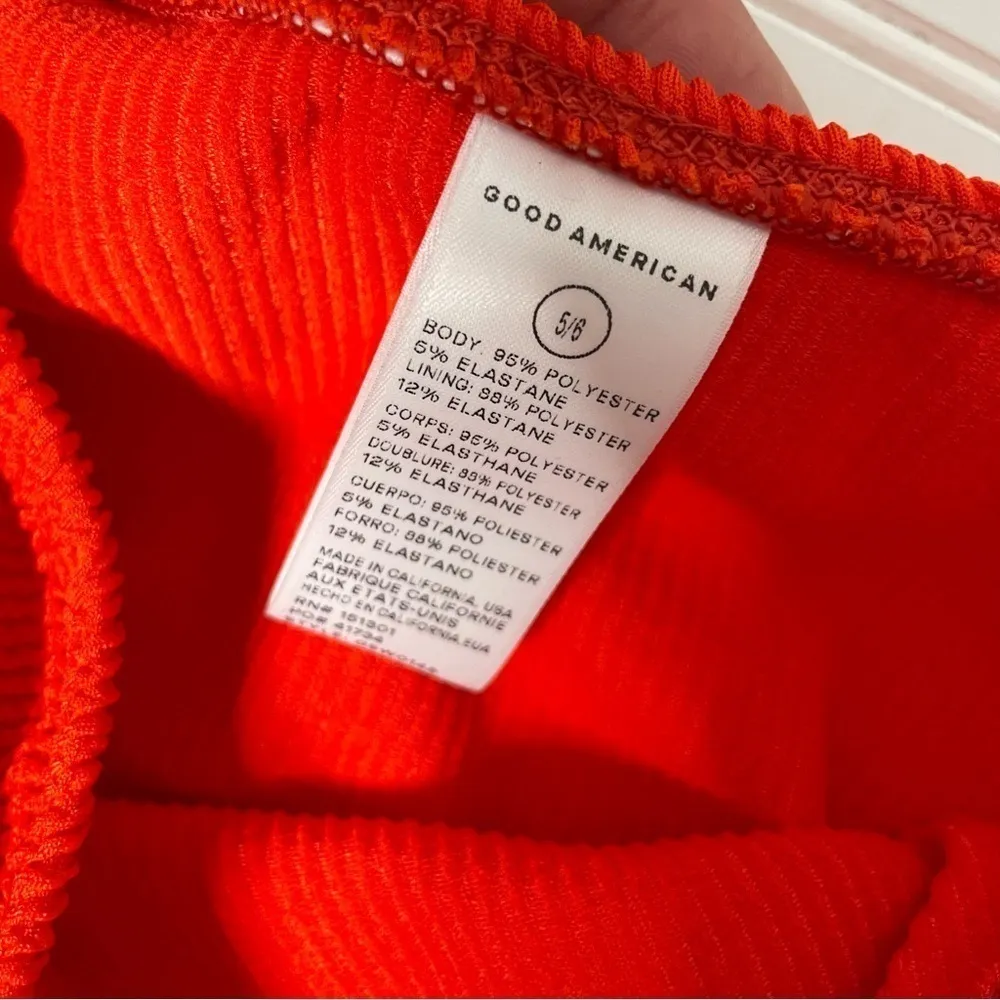 GOOD AMERICAN
5/6
BODY: 95% POLYESTER
5% ELASTANE
LINING: 88% POLYESTER
12% ELASTANE
CORPS: 95% POLYESTER
5% ELASTHANE
DOUBLURE: 88% POLYESTER
12% ELASTHANE
CUERPO: 95% POLIESTER
5% ELASTANO
FORRO: 88% POLIESTER
12% ELASTANO
MADE IN CALIFORNIA, USA
FABRIQUE CALIFORNIE
AUX ETATS-UNIS
HECHO EN CALIFORNIA,EUA
RN# 151301
PO# 41734